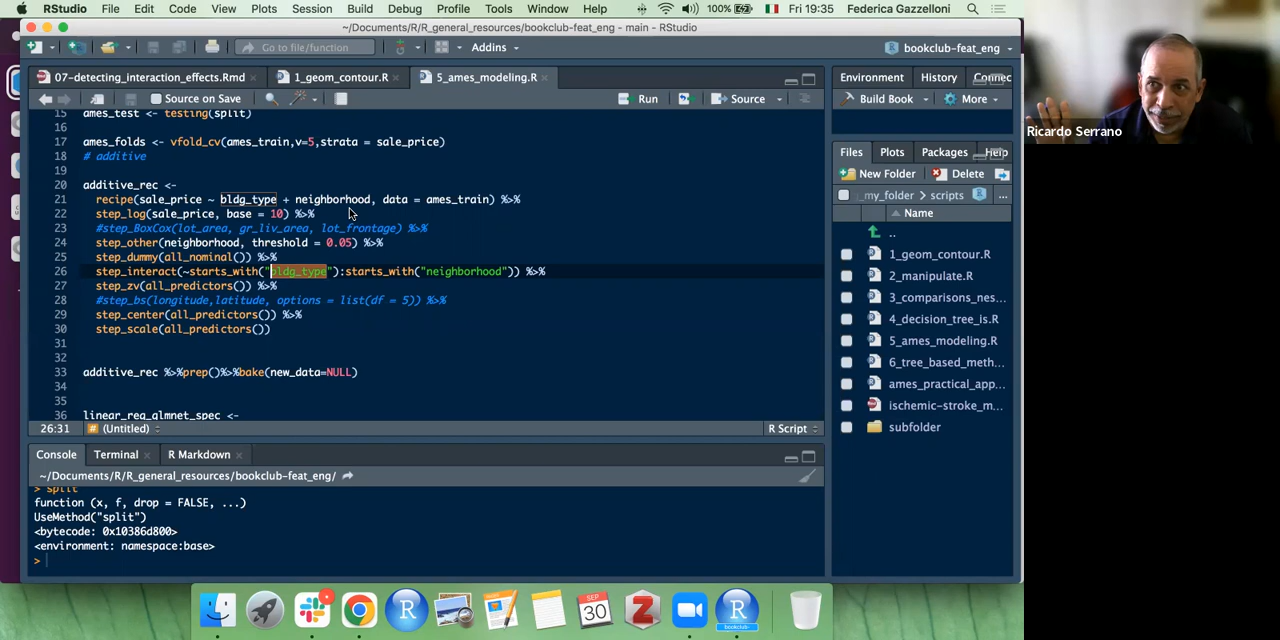 RStudio File Edit Code View Plots Session Build Debug Profile Tools Window Help 100% Fri 19:35 Federica Gazzelloni
~/Documents/R/R_general_resources/bookclub-feat_eng - main - RStudio
Go to file/function Addins bookclub-feat_eng
07-detecting_interaction_effects.Rmd 1_geom_contour.R 5_ames_modeling.R
Source on Save Run Source
15 ames_test <- testing(split)
16
17 ames_folds <- vfold_cv(ames_train,v=5,strata = sale_price)
18 # additive
19
20 additive_rec <-
21 recipe(sale_price ~ bldg_type + neighborhood, data = ames_train) %>%
22 step_log(sale_price, base = 10) %>%
23 #step_BoxCox(lot_area, gr_liv_area, lot_frontage) %>%
24 step_other(neighborhood, threshold = 0.05) %>%
25 step_dummy(all_nominal()) %>%
26 step_interact(~starts_with("bldg_type"):starts_with("neighborhood")) %>%
27 step_zv(all_predictors()) %>%
28 #step_bs(longitude,latitude, options = list(df = 5)) %>%
29 step_center(all_predictors()) %>%
30 step_scale(all_predictors())
31
32
33 additive_rec %>%prep()%>%bake(new_data=NULL)
34
35
36 linear_reg_glmnet_spec <-
26:31 # (Untitled) R Script
Console Terminal R Markdown
~/Documents/R/R_general_resources/bookclub-feat_eng/
> split
function (x, f, drop = FALSE, ...)
UseMethod("split")
<bytecode: 0x10386d800>
<environment: namespace:base>
>
Environment History Connec
Build Book More
Files Plots Packages Help
New Folder Delete
_my_folder scripts ...
Name
..
1_geom_contour.R
2_manipulate.R
3_comparisons_nes...
4_decision_tree_is.R
5_ames_modeling.R
6_tree_based_meth...
ames_practical_app...
ischemic-stroke_m...
subfolder
Ricardo Serrano
SEP
30
R
Z
R
bookclub-